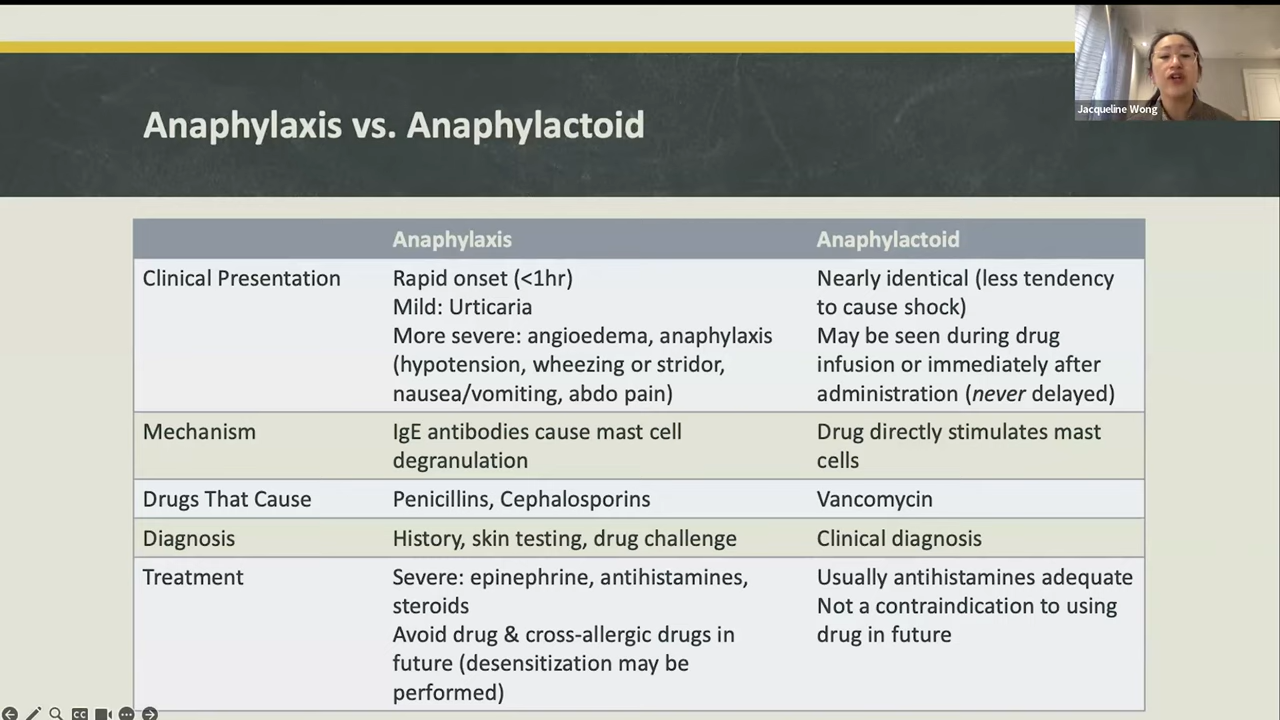 Jacqueline Wong
Anaphylaxis vs. Anaphylactoid
Anaphylaxis
Anaphylactoid
Clinical Presentation
Rapid onset (<1hr)
Mild: Urticaria
More severe: angioedema, anaphylaxis
(hypotension, wheezing or stridor,
nausea/vomiting, abdo pain)
Nearly identical (less tendency
to cause shock)
May be seen during drug
infusion or immediately after
administration (never delayed)
Mechanism
IgE antibodies cause mast cell
degranulation
Drug directly stimulates mast
cells
Drugs That Cause
Penicillins, Cephalosporins
Vancomycin
Diagnosis
History, skin testing, drug challenge
Clinical diagnosis
Treatment
Severe: epinephrine, antihistamines,
steroids
Avoid drug & cross-allergic drugs in
future (desensitization may be
performed)
Usually antihistamines adequate
Not a contraindication to using
drug in future
CC